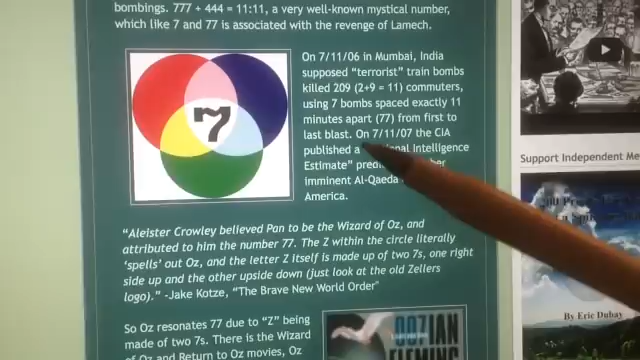 bombings. 777 + 444 = 11:11, a very well-known mystical number,
which like 7 and 77 is associated with the revenge of Lamech.
7
On 7/11/06 in Mumbai, India
supposed "terrorist" train bombs
killed 209 (2+9 = 11) commuters,
using 7 bombs spaced exactly 11
minutes apart (77) from first to
last blast. On 7/11/07 the CIA
published a Intelligence
Estimate"
imminent Al-Qaeda
America.
"Aleister Crowley believed Pan to be the Wizard of Oz, and
attributed to him the number 77. The Z within the circle literally
'spells' out Oz, and the letter Z itself is made up of two 7s, one right
side up and the other upside down (just look at the old Zellers
logo)." -Jake Kotze, "The Brave New World Order"
So Oz resonates 77 due to "Z" being
made of two 7s. There is the Wizard
of Oz and Return to Oz movies, Oz
FLEMING
Support Independent
By Eric Dubay